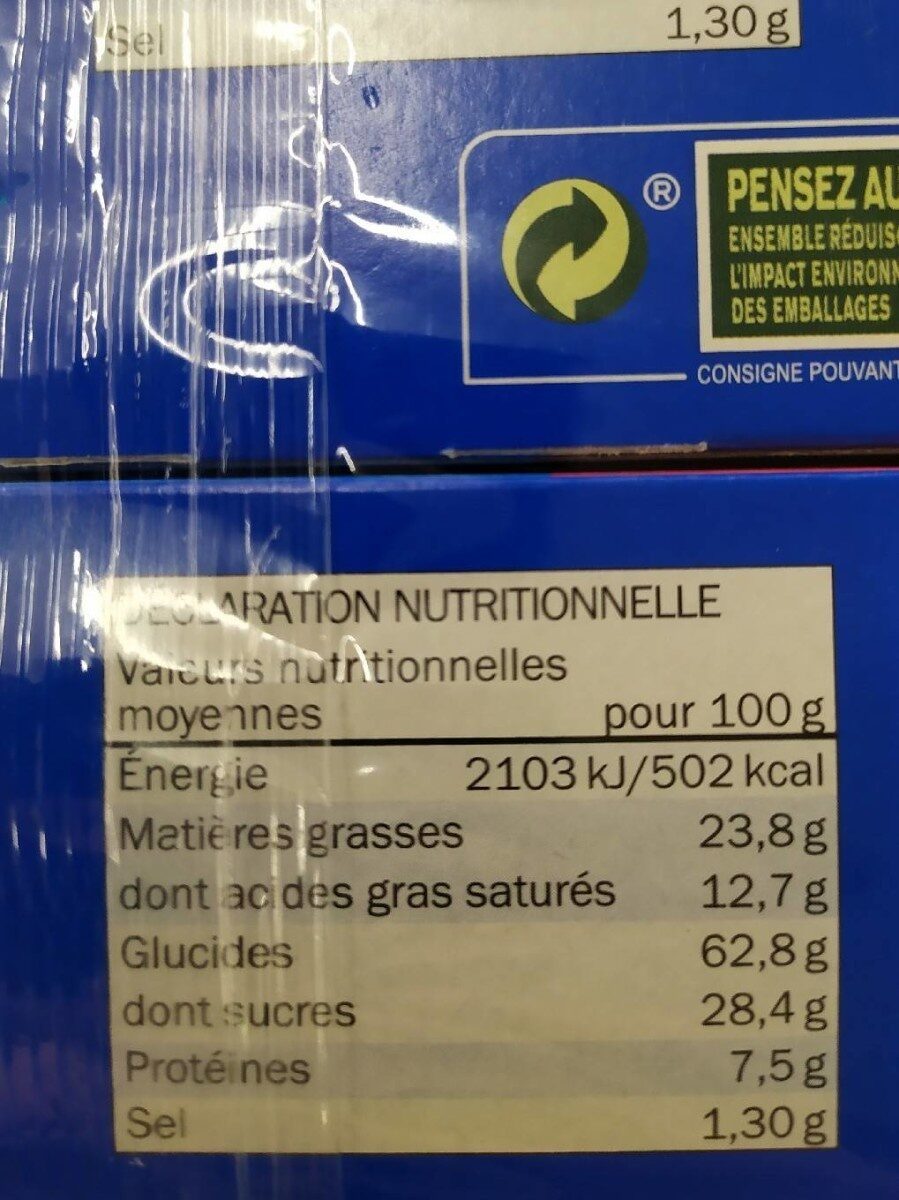 Sel 1,30 g
®
PENSEZ AU
ENSEMBLE RÉDUIS
L'IMPACT ENVIRONN
DES EMBALLAGES
CONSIGNE POUVANT
DÉCLARATION NUTRITIONNELLE
Valeurs nutritionnelles
moyennes pour 100 g
Énergie 2103 kJ/502 kcal
Matières grasses 23,8 g
dont acides gras saturés 12,7 g
Glucides 62,8 g
dont sucres 28,4 g
Protéines 7,5 g
Sel 1,30 g